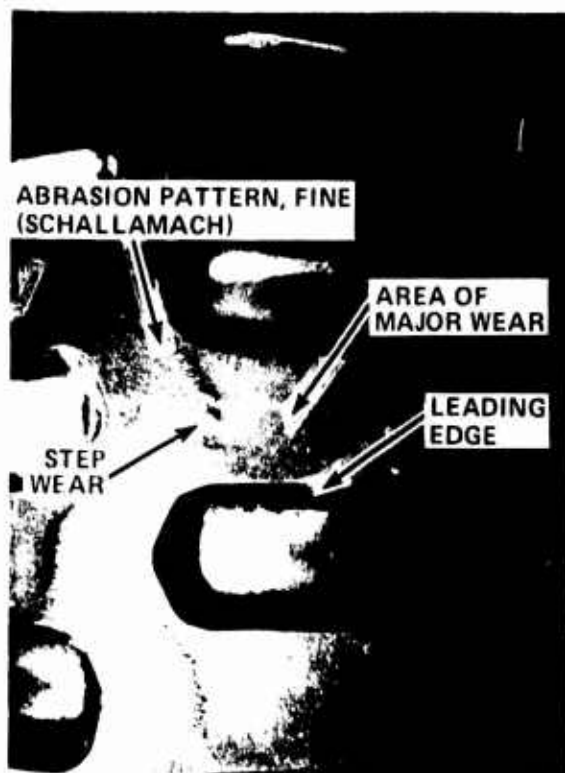 ABRASION PATTERN, FINE
(SCHALLAMACH)
AREA OF
MAJOR WEAR
LEADING
EDGE
STEP
WEAR